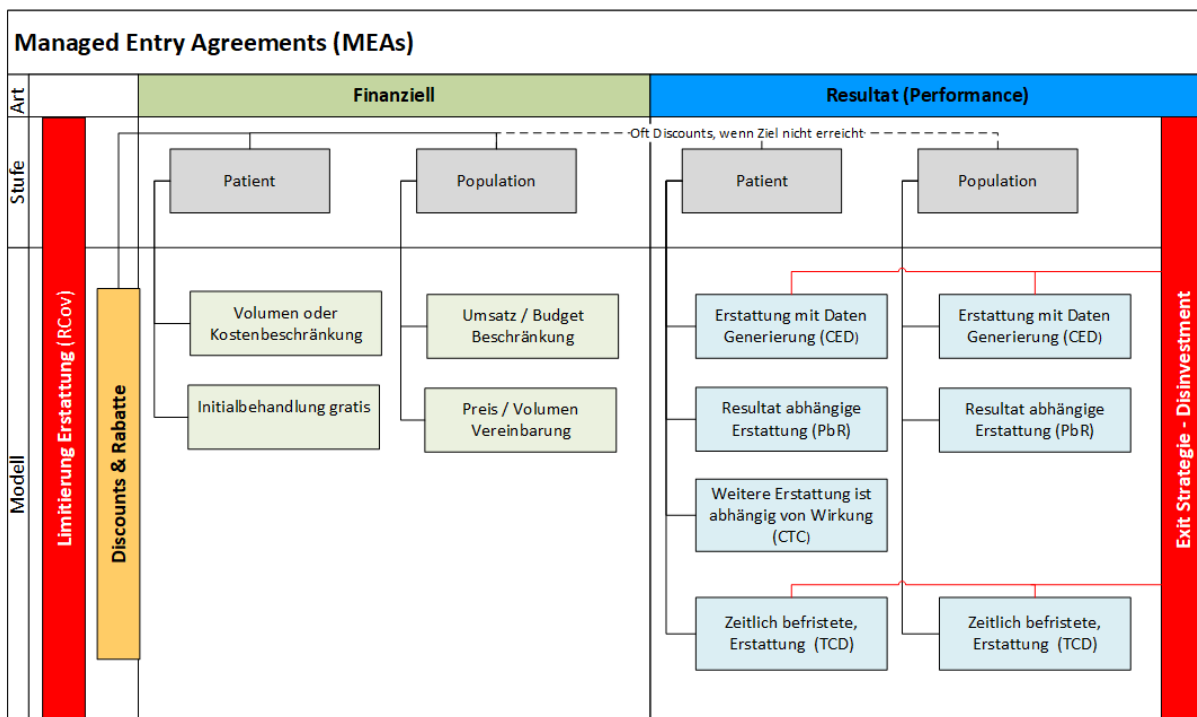 Managed Entry Agreements (MEAs)
Art
Finanziell
Resultat (Performance)
Stufe
Oft Discounts, wenn Ziel nicht erreicht
Patient
Population
Patient
Population
Modell
Limitierung Erstattung (RCov)
Discounts & Rabatte
Volumen oder
Kostenbeschränkung
Umsatz / Budget
Beschränkung
Erstattung mit Daten
Generierung (CED)
Erstattung mit Daten
Generierung (CED)
Initialbehandlung gratis
Preis / Volumen
Vereinbarung
Resultat abhängige
Erstattung (PbR)
Resultat abhängige
Erstattung (PbR)
Weitere Erstattung ist
abhängig von Wirkung
(CTC)
Zeitlich befristete,
Erstattung (TCD)
Zeitlich befristete,
Erstattung (TCD)
Exit Strategie - Disinvestment